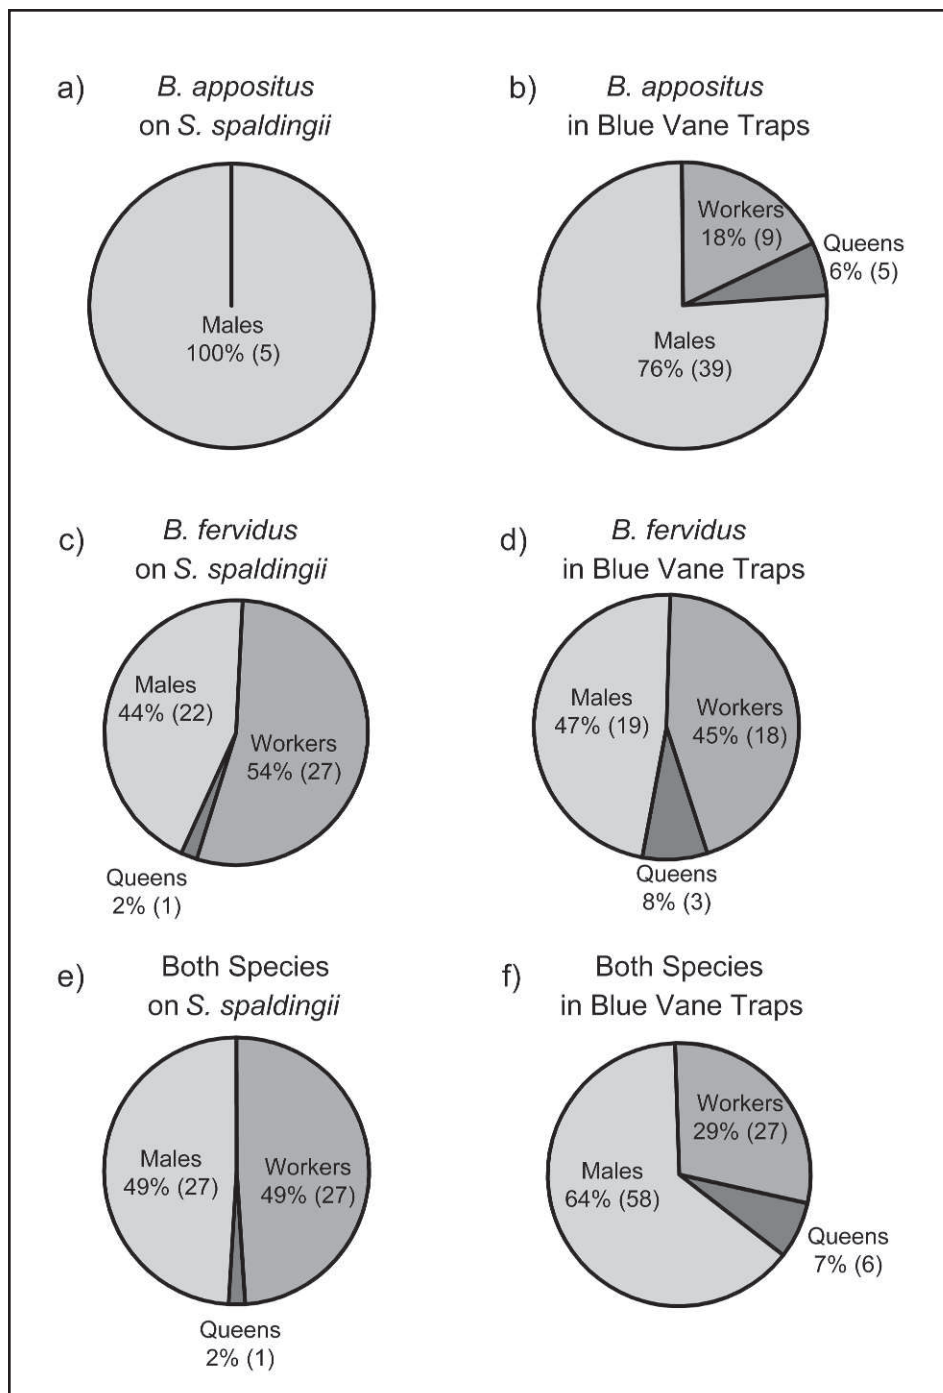 a)
B. appositus
on S. spaldingii
Males
100% (5)
b)
B. appositus
in Blue Vane Traps
Workers
18% (9)
Queens
6% (5)
Males
76% (39)
c)
B. fervidus
on S. spaldingii
Males
44% (22)
Workers
54% (27)
Queens
2% (1)
d)
B. fervidus
in Blue Vane Traps
Males
47% (19)
Workers
45% (18)
Queens
8% (3)
e)
Both Species
on S. spaldingii
Males
49% (27)
Workers
49% (27)
Queens
2% (1)
f)
Both Species
in Blue Vane Traps
Workers
29% (27)
Males
64% (58)
Queens
7% (6)